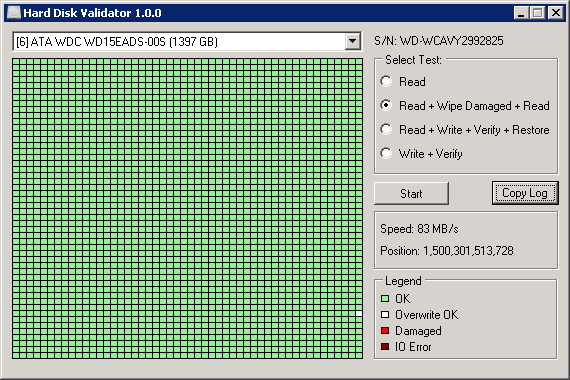 Hard Disk Validator 1.0.0
[6] ATA WDC WD15EADS-00S (1397 GB)
S/N: WD-WCAVY2992825
Select Test:
Read
Read + Wipe Damaged + Read
Read + Write + Verify + Restore
Write + Verify
Start
Copy Log
Speed: 83 MB/s
Position: 1,500,301,513,728
Legend
OK
Overwrite OK
Damaged
IO Error